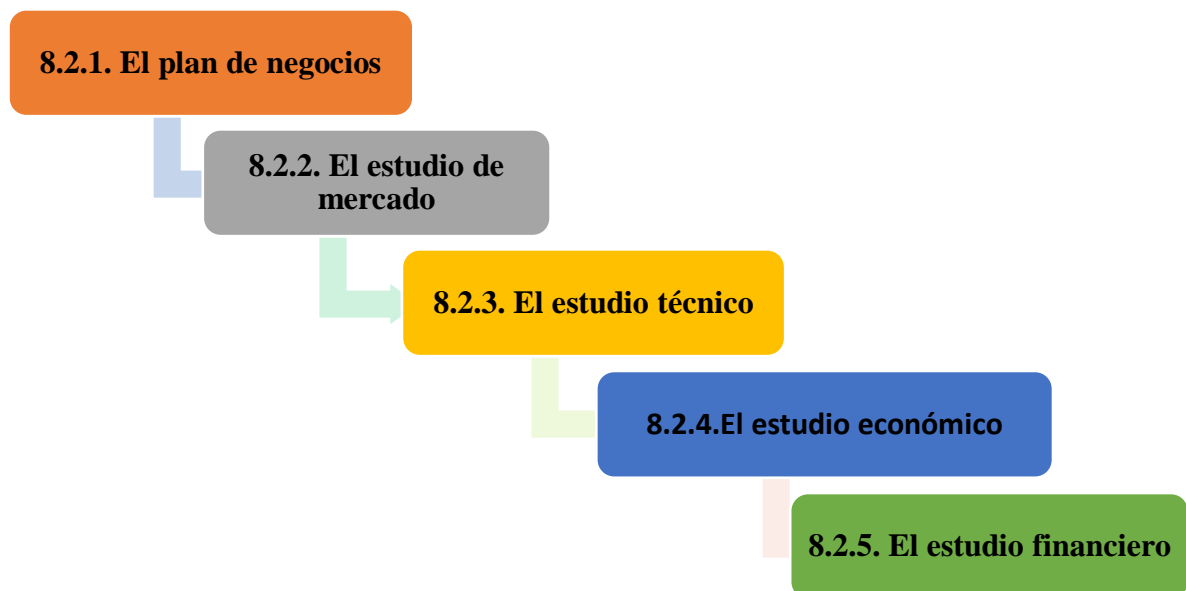 8.2.1. El plan de negocios
8.2.2. El estudio de
mercado
8.2.3. El estudio técnico
8.2.4.El estudio económico
8.2.5. El estudio financiero